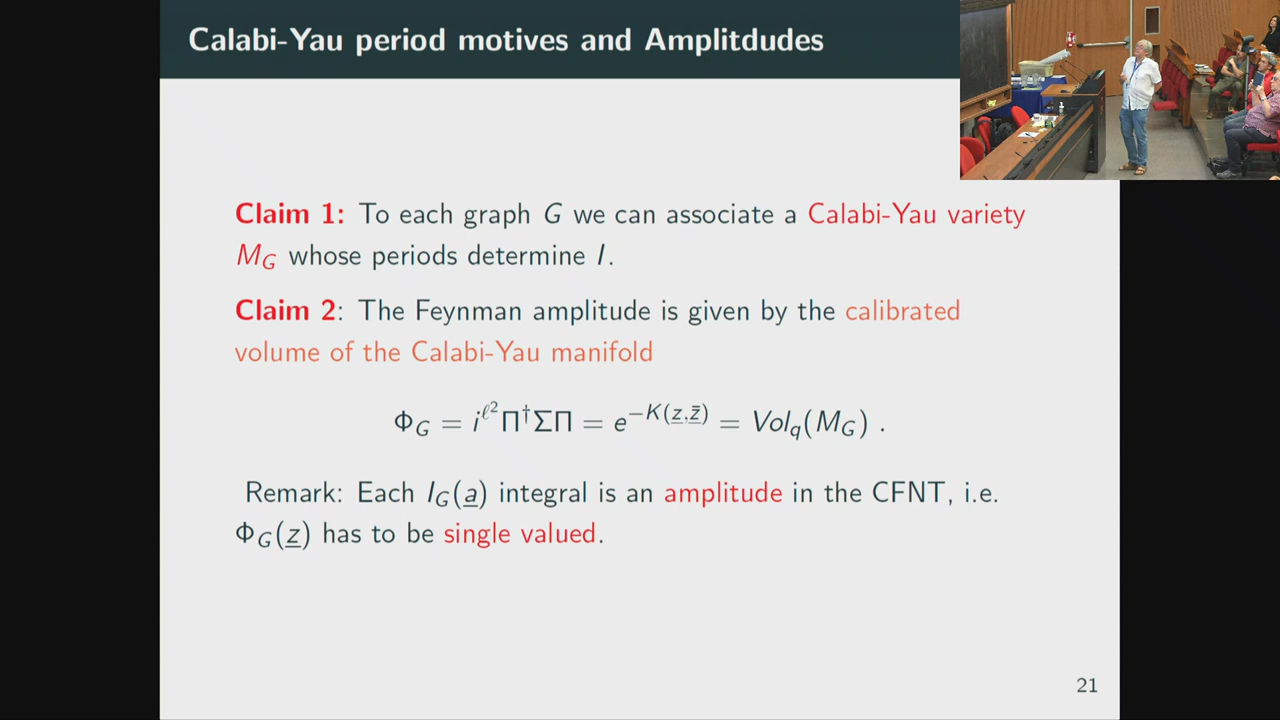 Calabi-Yau period motives and Amplitdudes
Claim 1: To each graph G we can associate a Calabi-Yau variety
M_G whose periods determine I.
Claim 2: The Feynman amplitude is given by the calibrated
volume of the Calabi-Yau manifold
Φ_G = i^{ℓ^2} Π^† Σ Π = e^{-K(z̲,z̲̄)} = Vol_q(M_G) .
Remark: Each I_G(a̲) integral is an amplitude in the CFNT, i.e.
Φ_G(z̲) has to be single valued.
21